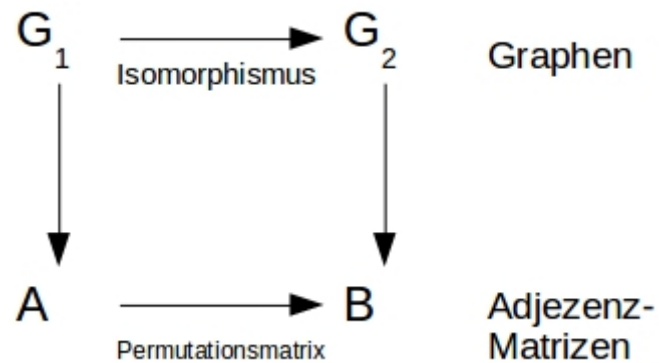 G1 G2 Graphen
Isomorphismus
A B Adjezenz-
Matrizen
Permutationsmatrix